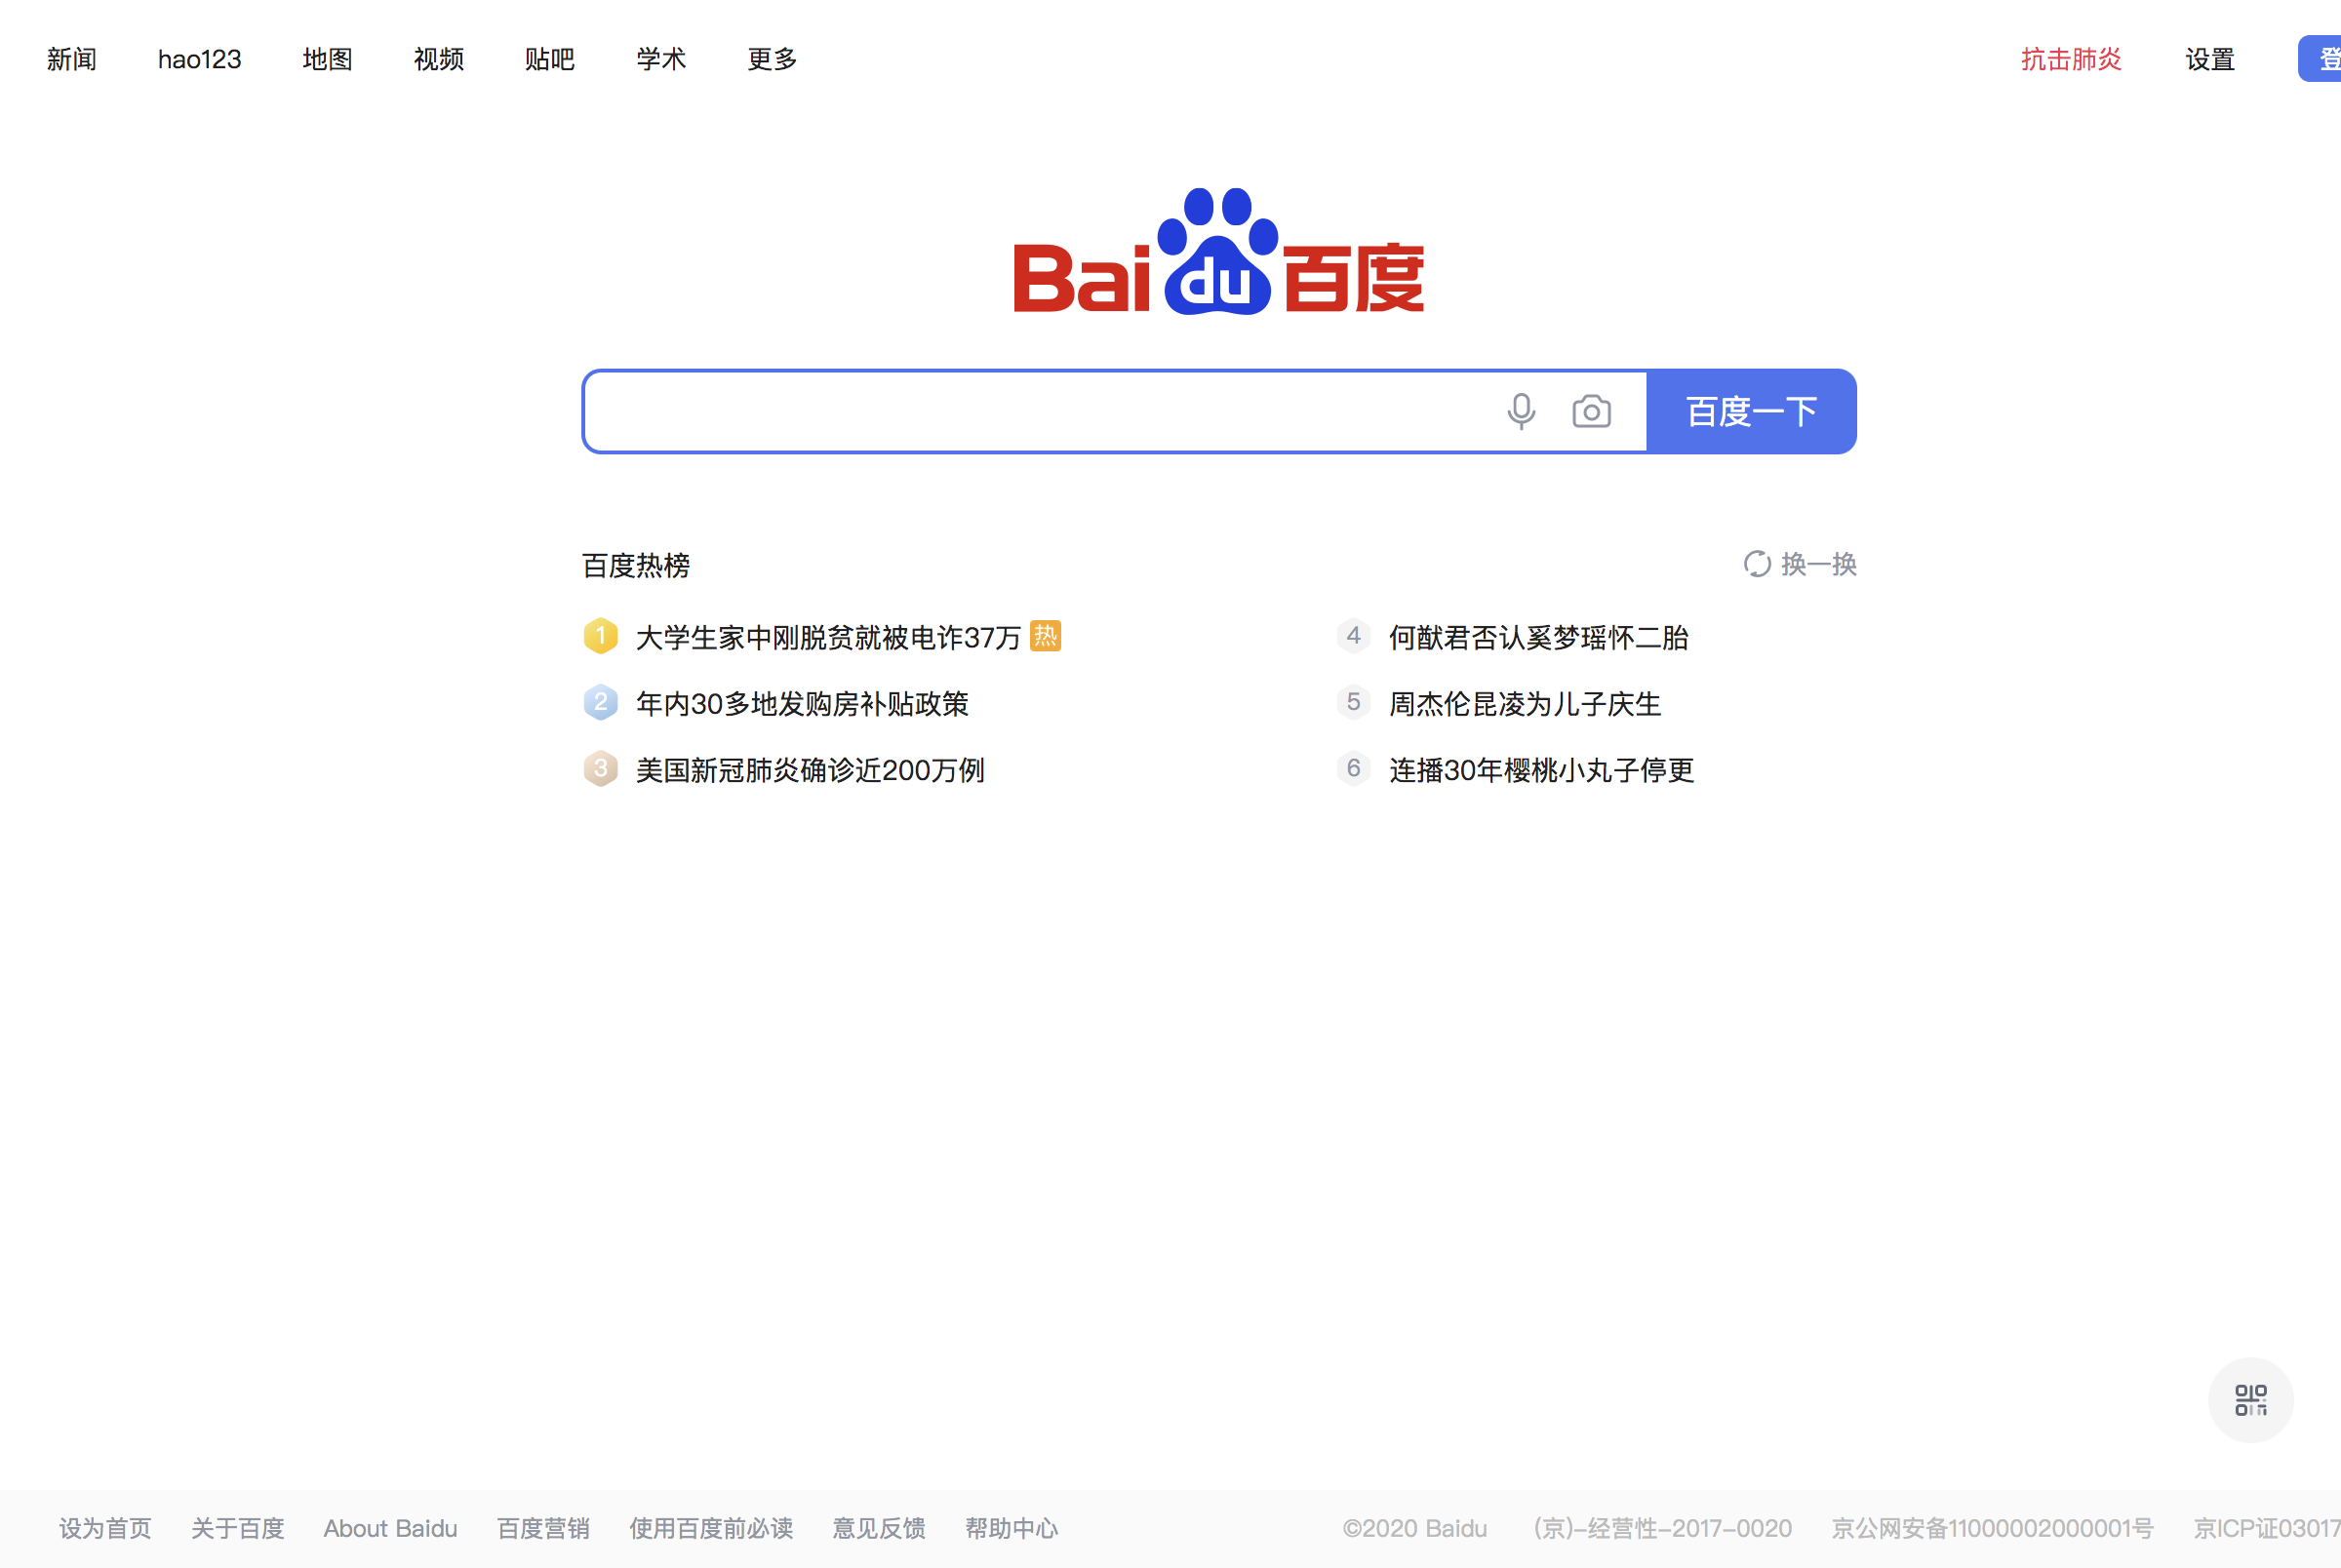 新闻 hao123 地图 视频 贴吧 学术 更多 抗击肺炎 设置 登
Bai du 百度
百度一下
百度热榜 换一换
1 大学生家中刚脱贫就被电诈37万 热
4 何猷君否认奚梦瑶怀二胎
2 年内30多地发购房补贴政策
5 周杰伦昆凌为儿子庆生
3 美国新冠肺炎确诊近200万例
6 连播30年樱桃小丸子停更
设为首页 关于百度 About Baidu 百度营销 使用百度前必读 意见反馈 帮助中心 ©2020 Baidu (京)-经营性-2017-0020 京公网安备11000002000001号 京ICP证03017